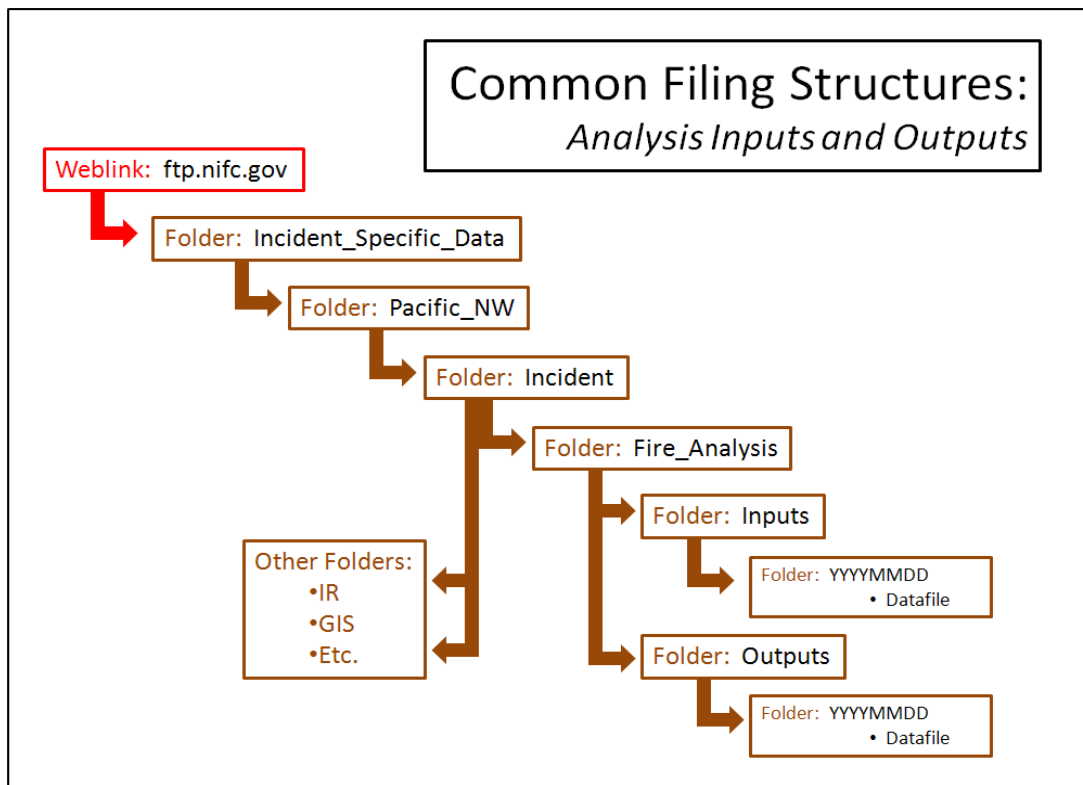 Common Filing Structures:
Analysis Inputs and Outputs
Weblink: ftp.nifc.gov
Folder: Incident_Specific_Data
Folder: Pacific_NW
Folder: Incident
Folder: Fire_Analysis
Folder: Inputs
Folder: YYYYMMDD
• Datafile
Other Folders:
•IR
•GIS
•Etc.
Folder: Outputs
Folder: YYYYMMDD
• Datafile